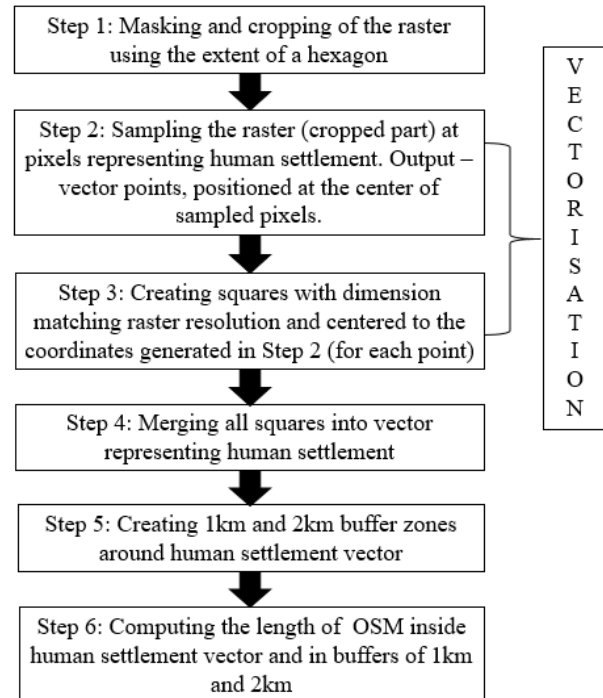 Step 1: Masking and cropping of the raster
using the extent of a hexagon
Step 2: Sampling the raster (cropped part) at
pixels representing human settlement. Output –
vector points, positioned at the center of
sampled pixels.
Step 3: Creating squares with dimension
matching raster resolution and centered to the
coordinates generated in Step 2 (for each point)
Step 4: Merging all squares into vector
representing human settlement
Step 5: Creating 1km and 2km buffer zones
around human settlement vector
Step 6: Computing the length of OSM inside
human settlement vector and in buffers of 1km
and 2km
V
E
C
T
O
R
I
S
A
T
I
O
N